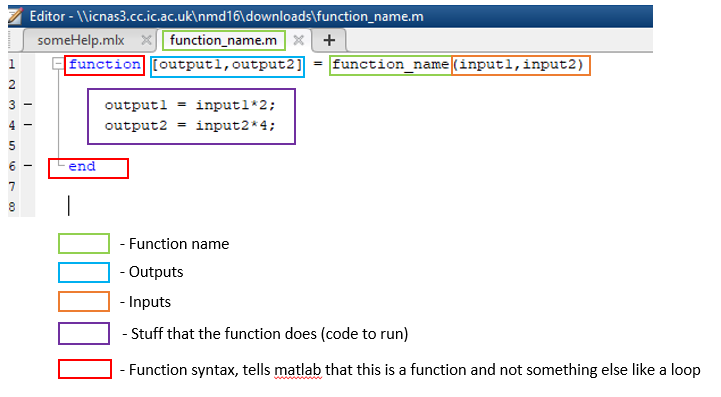 Editor - \\icnas3.cc.ic.ac.uk\nmd16\downloads\function_name.m
someHelp.mlx × function_name.m × +
1 function [output1,output2] = function_name(input1,input2)
2
3 – output1 = input1*2;
4 – output2 = input2*4;
5
6 – end
7
8
- Function name
- Outputs
- Inputs
- Stuff that the function does (code to run)
- Function syntax, tells matlab that this is a function and not something else like a loop